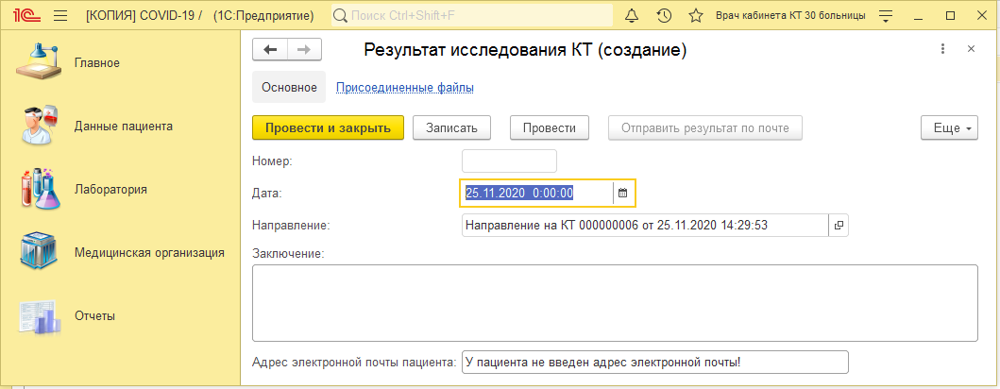 1С [КОПИЯ] COVID-19 / (1С:Предприятие) Поиск Ctrl+Shift+F Врач кабинета КТ 30 больницы
Главное
Данные пациента
Лаборатория
Медицинская организация
Отчеты
Результат исследования КТ (создание)
Основное Присоединенные файлы
Провести и закрыть Записать Провести Отправить результат по почте Еще
Номер:
Дата: 25.11.2020 0:00:00
Направление: Направление на КТ 000000006 от 25.11.2020 14:29:53
Заключение:
Адрес электронной почты пациента: У пациента не введен адрес электронной почты!